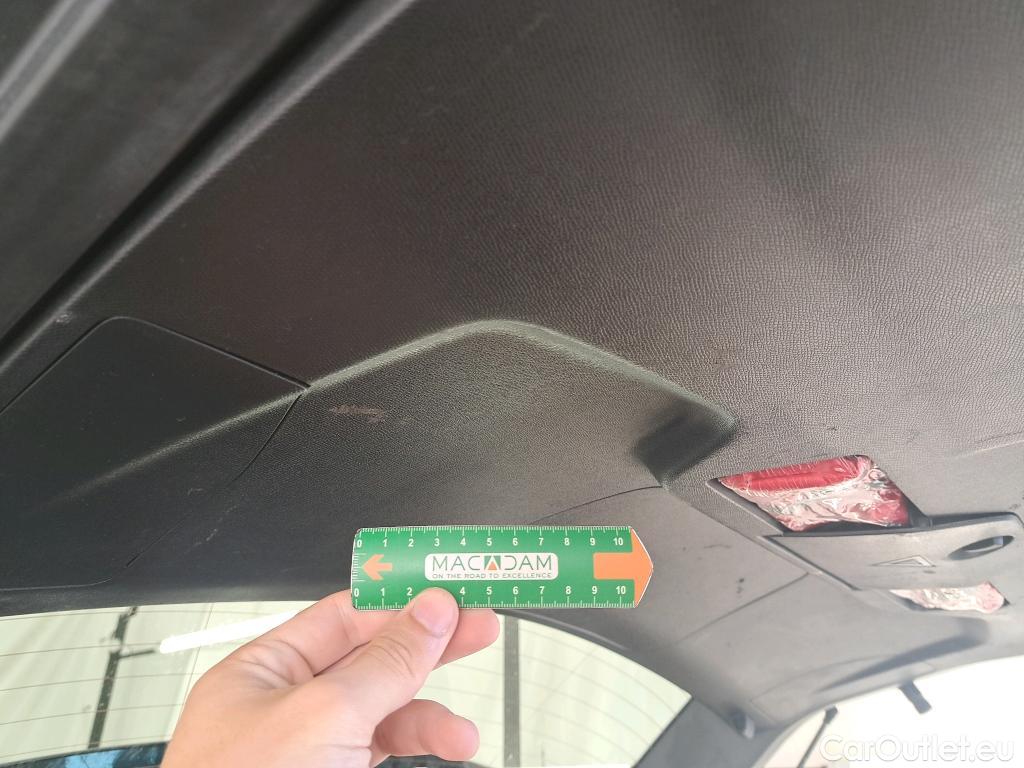 0 1 2 3 4 5 6 7 8 9 10
MACADAM
ON THE ROAD TO EXCELLENCE
0 1 2 4 5 6 7 8 9 10
CarOutlet.eu